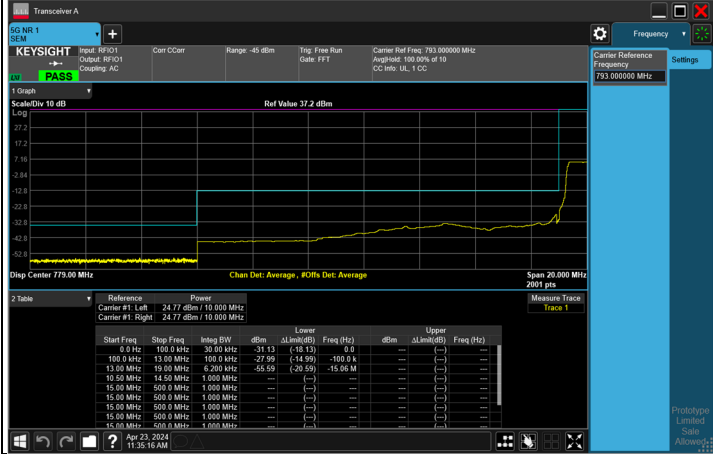 Transceiver A
5G NR 1
SEM
Frequency
KEYSIGHT
Input: RFIO1
Output: RFIO1
Coupling: AC
Corr CCorr
Range: -45 dBm
Trig: Free Run
Gate: FFT
Carrier Ref Freq: 793.000000 MHz
Avg|Hold: 100.00% of 10
CC Info: UL, 1 CC
LXI PASS
Carrier Reference
Frequency
793.000000 MHz
Settings
1 Graph
Scale/Div 10 dB
Ref Value 37.2 dBm
Log
27.2
17.2
7.16
-2.84
-12.8
-22.8
-32.8
-42.8
-52.8
Disp Center 779.00 MHz
Chan Det: Average, #Offs Det: Average
Span 20.000 MHz
2001 pts
2 Table
Reference Power
Carrier #1: Left 24.77 dBm / 10.000 MHz
Carrier #1: Right 24.77 dBm / 10.000 MHz
Measure Trace
Trace 1
Lower Upper
Start Freq Stop Freq Integ BW dBm ΔLimit(dB) Freq (Hz) dBm ΔLimit(dB) Freq (Hz)
0.0 Hz 100.0 kHz 30.00 kHz -31.13 (-18.13) 0.0 --- (---) ---
100.0 kHz 13.00 MHz 100.0 kHz -27.99 (-14.99) -100.0 k --- (---) ---
13.00 MHz 19.00 MHz 6.200 kHz -55.59 (-20.59) -15.06 M --- (---) ---
10.50 MHz 14.50 MHz 1.000 MHz --- (---) --- --- (---) ---
15.00 MHz 500.0 MHz 1.000 MHz --- (---) --- --- (---) ---
15.00 MHz 500.0 MHz 1.000 MHz --- (---) --- --- (---) ---
15.00 MHz 500.0 MHz 1.000 MHz --- (---) --- --- (---) ---
15.00 MHz 500.0 MHz 1.000 MHz --- (---) --- --- (---) ---
15.00 MHz 500.0 MHz 1.000 MHz --- (---) --- --- (---) ---
Prototype
Limited
Sale
Allowed
Apr 23, 2024
11:35:16 AM